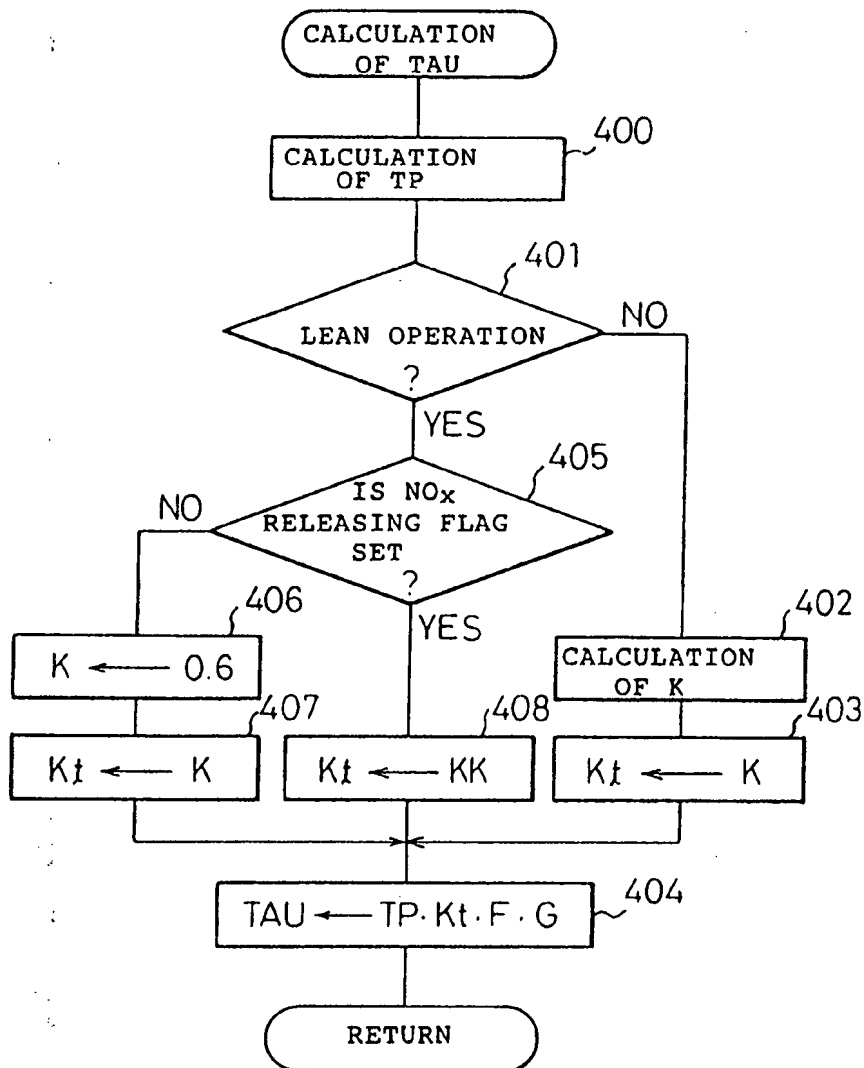 CALCULATION
OF TAU
400
CALCULATION
OF TP
401
LEAN OPERATION
?
NO
YES
405
IS NOx
RELEASING FLAG
SET
?
NO
YES
406
K ← 0.6
402
CALCULATION
OF K
407
Kt ← K
408
Kt ← KK
403
Kt ← K
404
TAU ← TP·Kt·F·G
RETURN